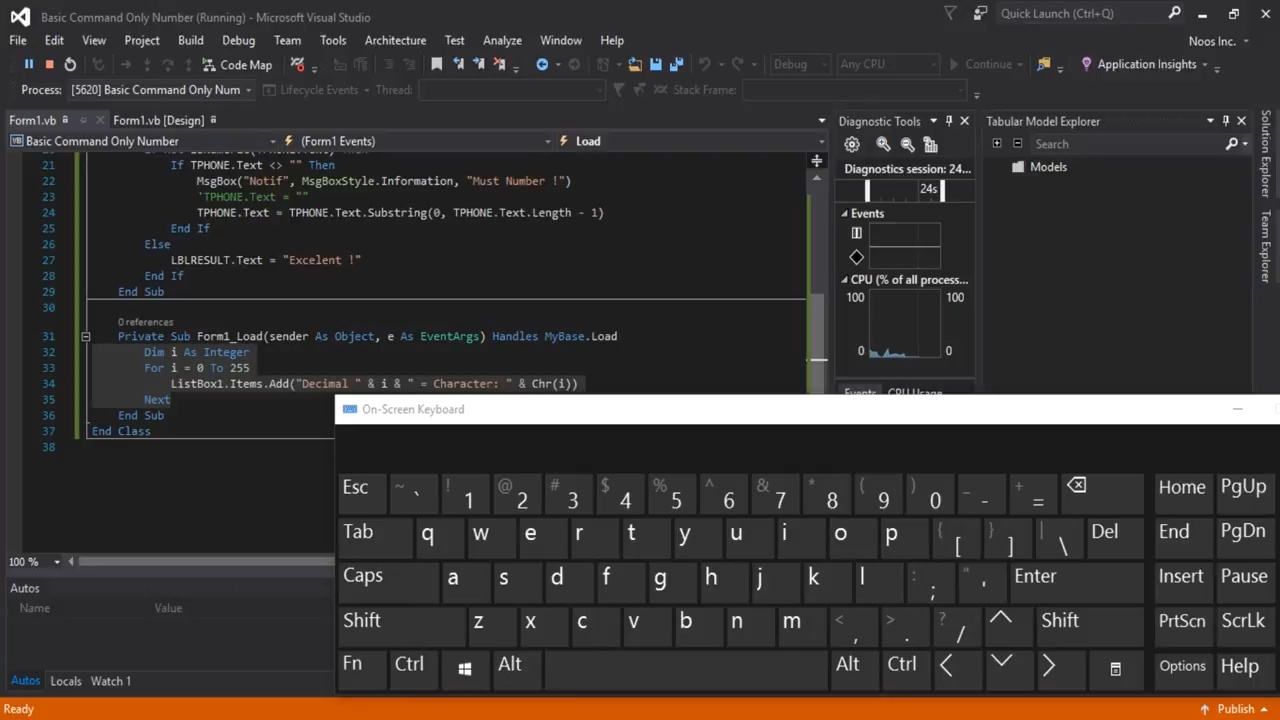 Basic Command Only Number (Running) - Microsoft Visual Studio
Quick Launch (Ctrl+Q)
File Edit View Project Build Debug Team Tools Architecture Test Analyze Window Help
Noos Inc.
Code Map
Debug
Any CPU
Continue
Application Insights
Process: [5620] Basic Command Only Num
Lifecycle Events
Thread:
Stack Frame:
Form1.vb
Form1.vb [Design]
Basic Command Only Number
(Form1 Events)
Load
21 If TPHONE.Text <> "" Then
22 MsgBox("Notif", MsgBoxStyle.Information, "Must Number !")
23 'TPHONE.Text = ""
24 TPHONE.Text = TPHONE.Text.Substring(0, TPHONE.Text.Length - 1)
25 End If
26 Else
27 LBLRESULT.Text = "Excelent !"
28 End If
29 End Sub
30
0 references
31 Private Sub Form1_Load(sender As Object, e As EventArgs) Handles MyBase.Load
32 Dim i As Integer
33 For i = 0 To 255
34 ListBox1.Items.Add("Decimal " & i & " = Character: " & Chr(i))
35 Next
36 End Sub
37 End Class
38
100 %
Autos
Name Value
Autos Locals Watch 1
Ready
Publish
Diagnostic Tools
Diagnostics session: 24...
24s
Events
CPU (% of all process...
100 100
0 0
Events CPU Usage
Tabular Model Explorer
Search
Models
Solution Explorer
Team Explorer
On-Screen Keyboard
Esc ~ ` ! 1 @ 2 # 3 $ 4 % 5 ^ 6 & 7 * 8 ( 9 ) 0 _ - + = Home PgUp
Tab q w e r t y u i o p { [ } ] | \ Del End PgDn
Caps a s d f g h j k l : ; " ' Enter Insert Pause
Shift z x c v b n m < , > . ? / Shift PrtScn ScrLk
Fn Ctrl Alt Alt Ctrl Options Help